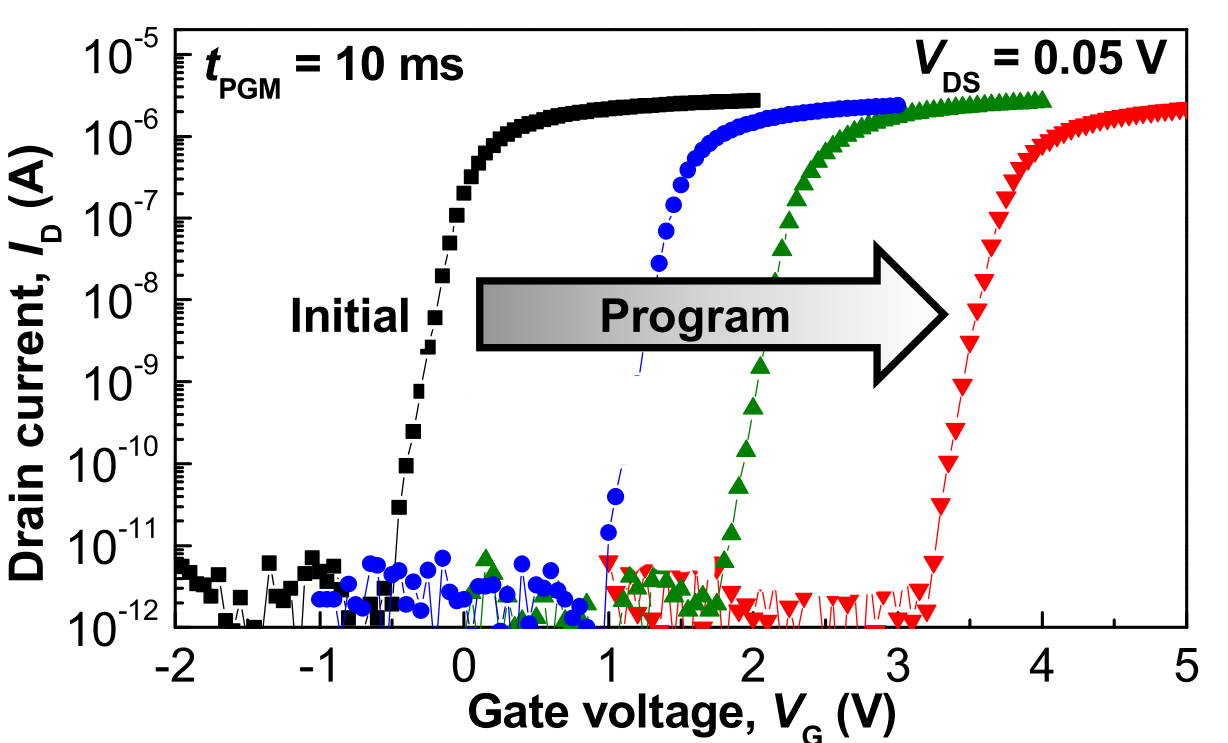 t_PGM = 10 ms
V_DS = 0.05 V
10^-5
10^-6
10^-7
10^-8
10^-9
10^-10
10^-11
10^-12
Drain current, I_D (A)
Initial
Program
-2 -1 0 1 2 3 4 5
Gate voltage, V_G (V)